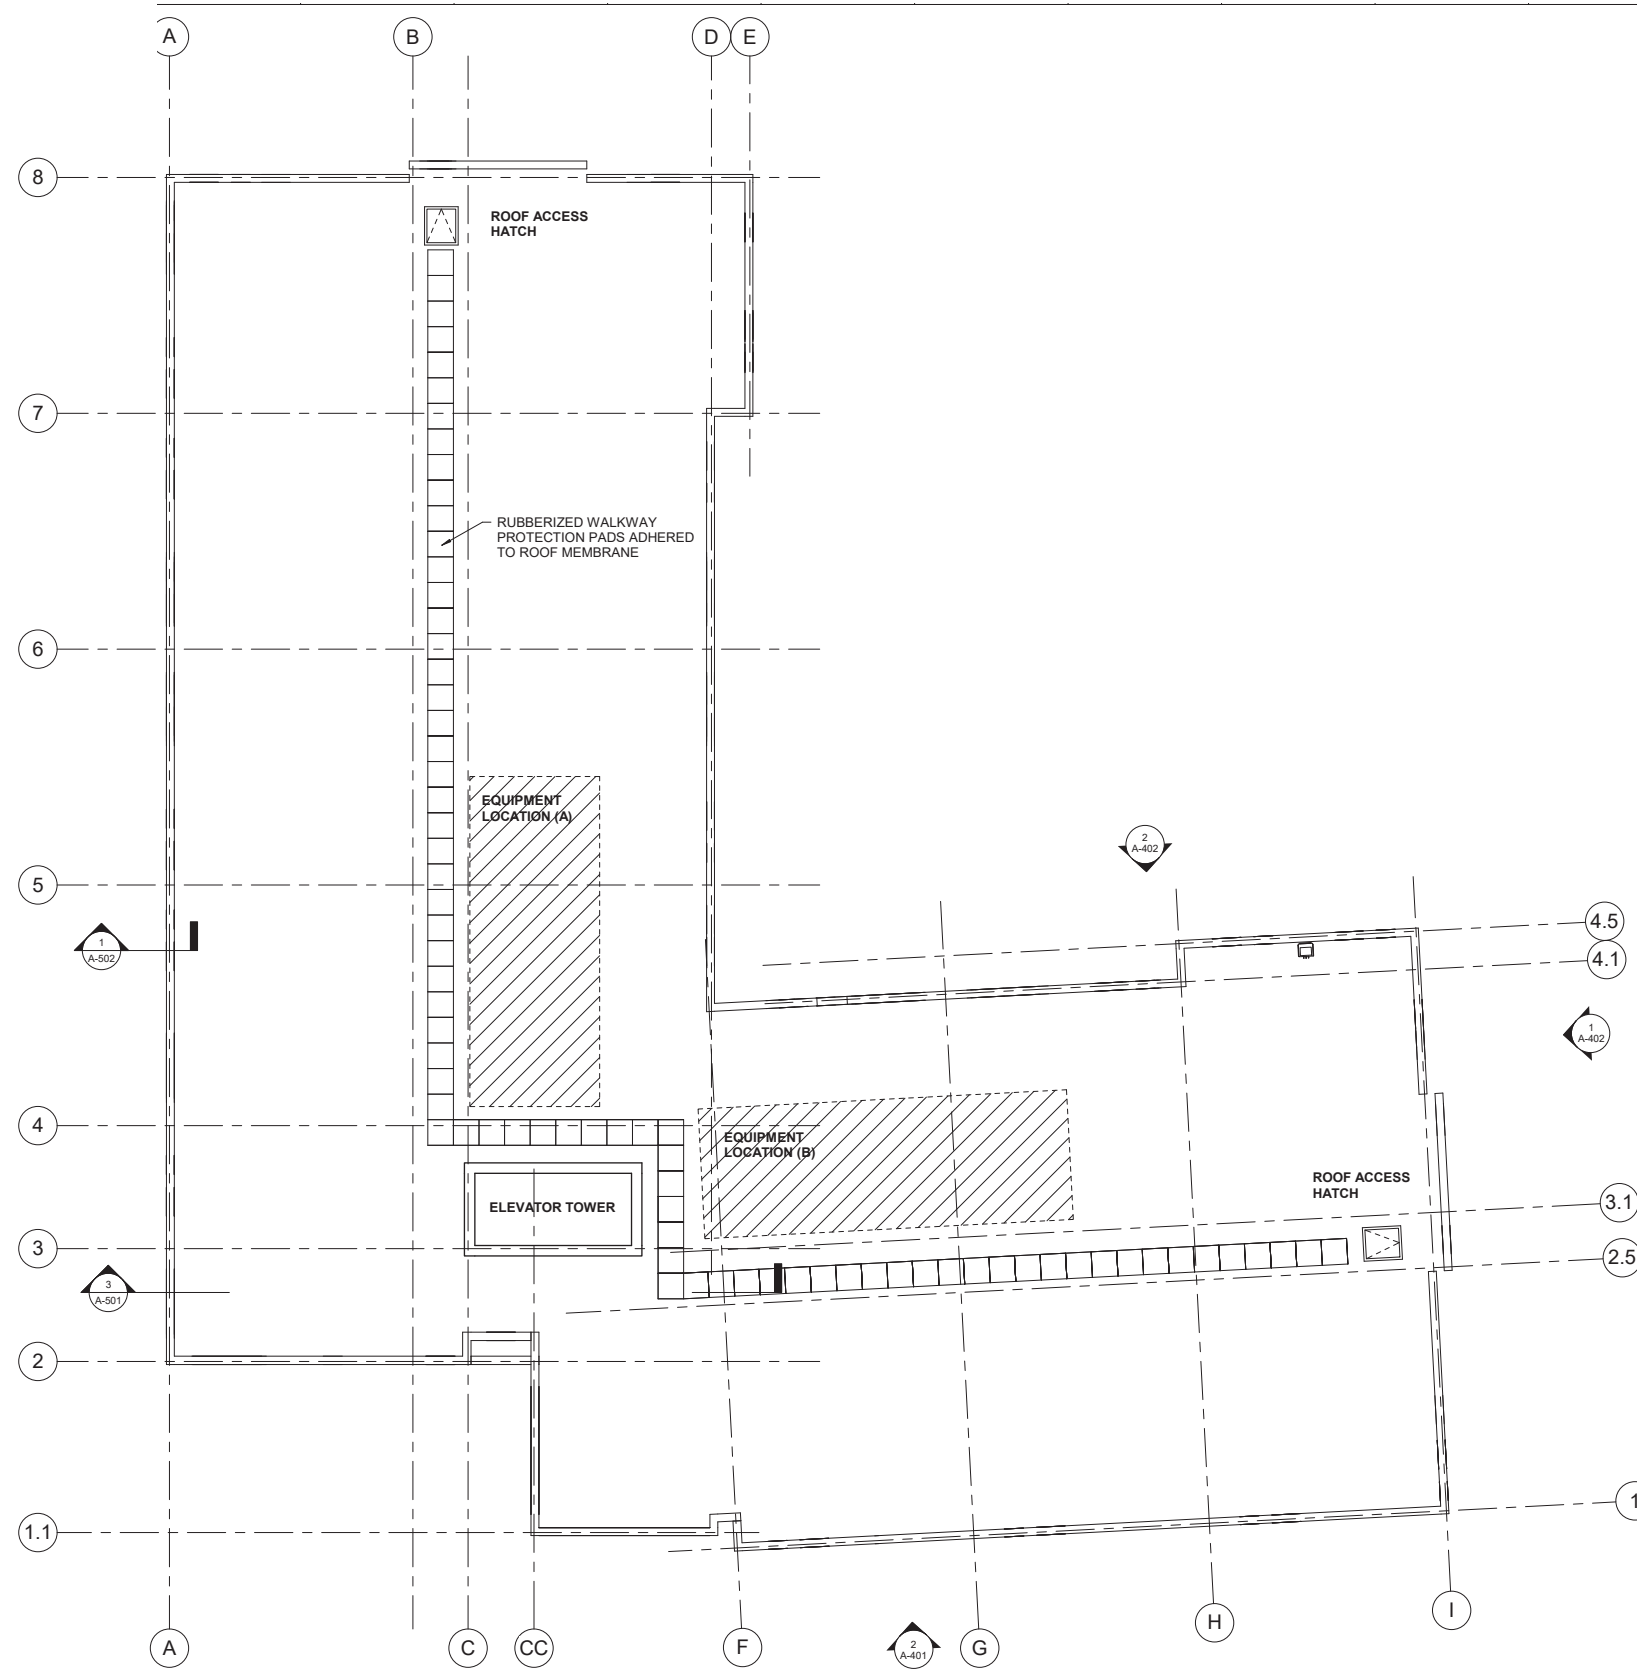 A
B
D
E
8
ROOF ACCESS
HATCH
7
RUBBERIZED WALKWAY
PROTECTION PADS ADHERED
TO ROOF MEMBRANE
6
EQUIPMENT
LOCATION (A)
2
A-402
5
4.5
1
A-502
4.1
1
A-402
4
EQUIPMENT
LOCATION (B)
ROOF ACCESS
HATCH
ELEVATOR TOWER
3.1
3
2.5
3
A-501
2
1
1.1
A
C
CC
F
2
A-401
G
H
I